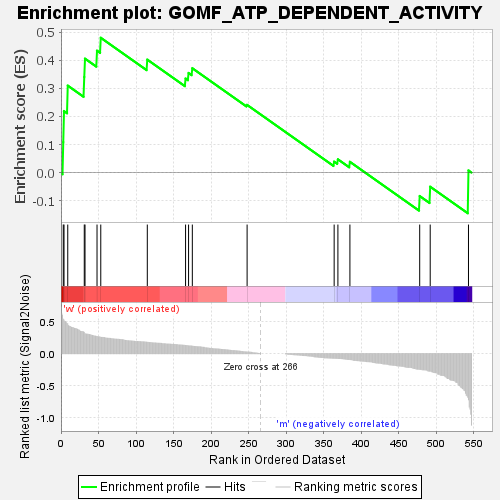 Enrichment plot: GOMF_ATP_DEPENDENT_ACTIVITY
Enrichment score (ES)
0.5
0.4
0.3
0.2
0.1
0.0
-0.1
'w' (positively correlated)
Ranked list metric (Signal2Noise)
0.5
0.0
-0.5
-1.0
Zero cross at 266
'm' (negatively correlated)
0 50 100 150 200 250 300 350 400 450 500 550
Rank in Ordered Dataset
Enrichment profile Hits Ranking metric scores